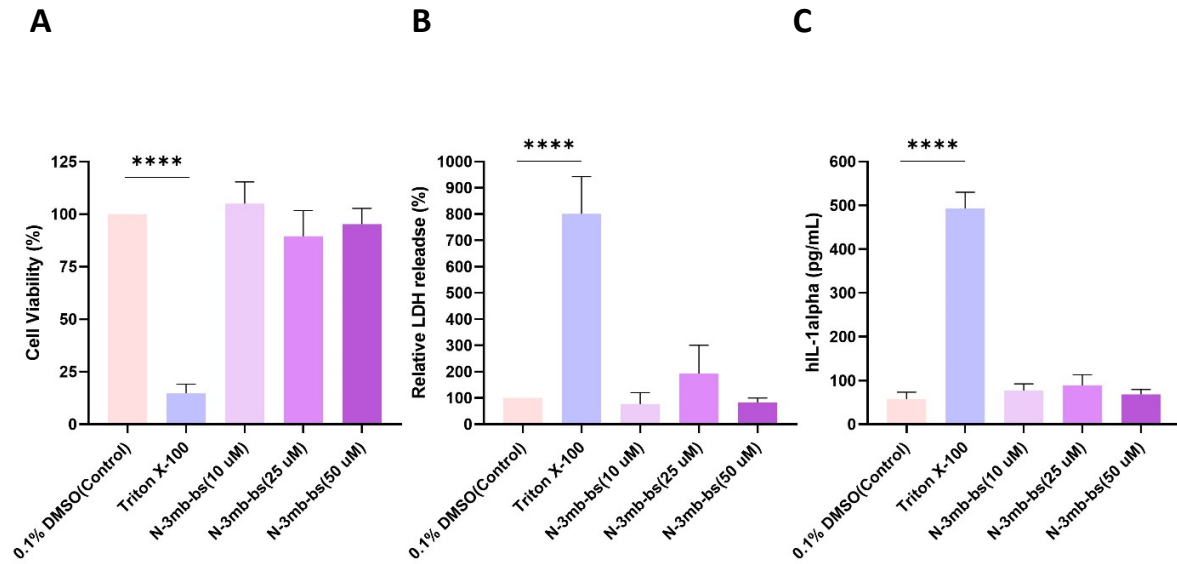 A
B
C
****
125
100
75
50
25
0
Cell Viability (%)
0.1% DMSO(Control)
Triton X-100
N-3mb-bs(10 uM)
N-3mb-bs(25 uM)
N-3mb-bs(50 uM)
****
1000
900
800
700
600
500
400
300
200
100
0
Relative LDH releadse (%)
0.1% DMSO(Control)
Triton X-100
N-3mb-bs(10 uM)
N-3mb-bs(25 uM)
N-3mb-bs(50 uM)
****
600
500
400
300
200
100
0
hIL-1alpha (pg/mL)
0.1% DMSO(Control)
Triton X-100
N-3mb-bs(10 uM)
N-3mb-bs(25 uM)
N-3mb-bs(50 uM)